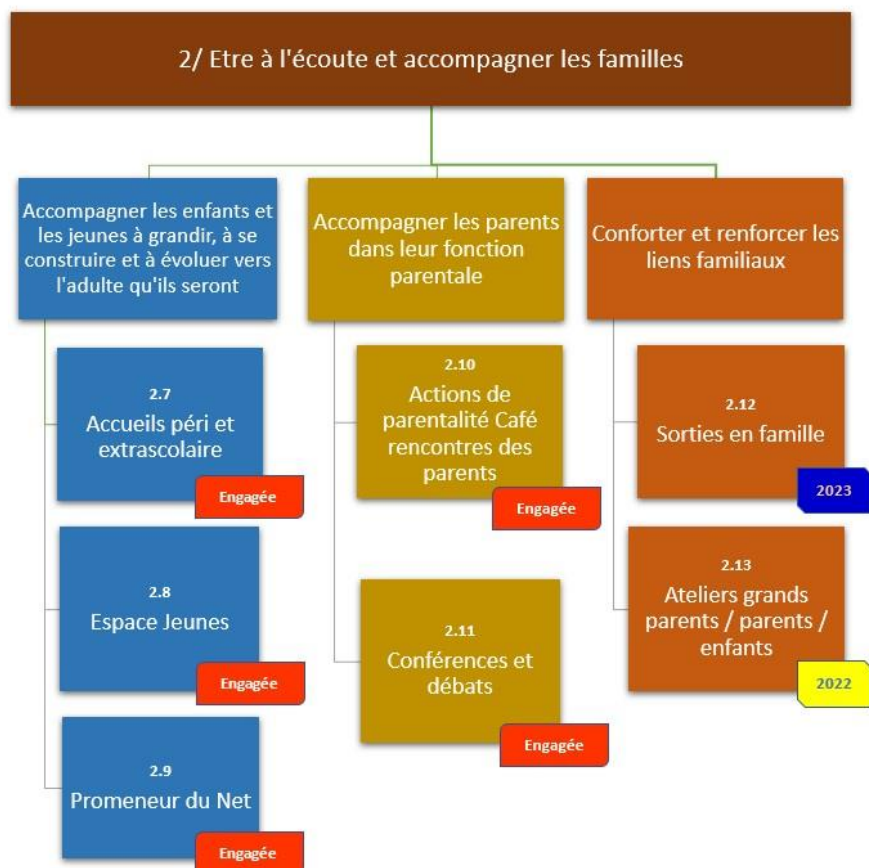 2/ Etre à l'écoute et accompagner les familles
Accompagner les enfants et
les jeunes à grandir, à se
construire et à évoluer vers
l'adulte qu'ils seront
2.7
Accueils péri et
extrascolaire
Engagée
2.8
Espace Jeunes
Engagée
2.9
Promeneur du Net
Engagée
Accompagner les parents
dans leur fonction
parentale
2.10
Actions de
parentalité Café
rencontres des
parents
Engagée
2.11
Conférences et
débats
Engagée
Conforter et renforcer les
liens familiaux
2.12
Sorties en famille
2023
2.13
Ateliers grands
parents / parents /
enfants
2022